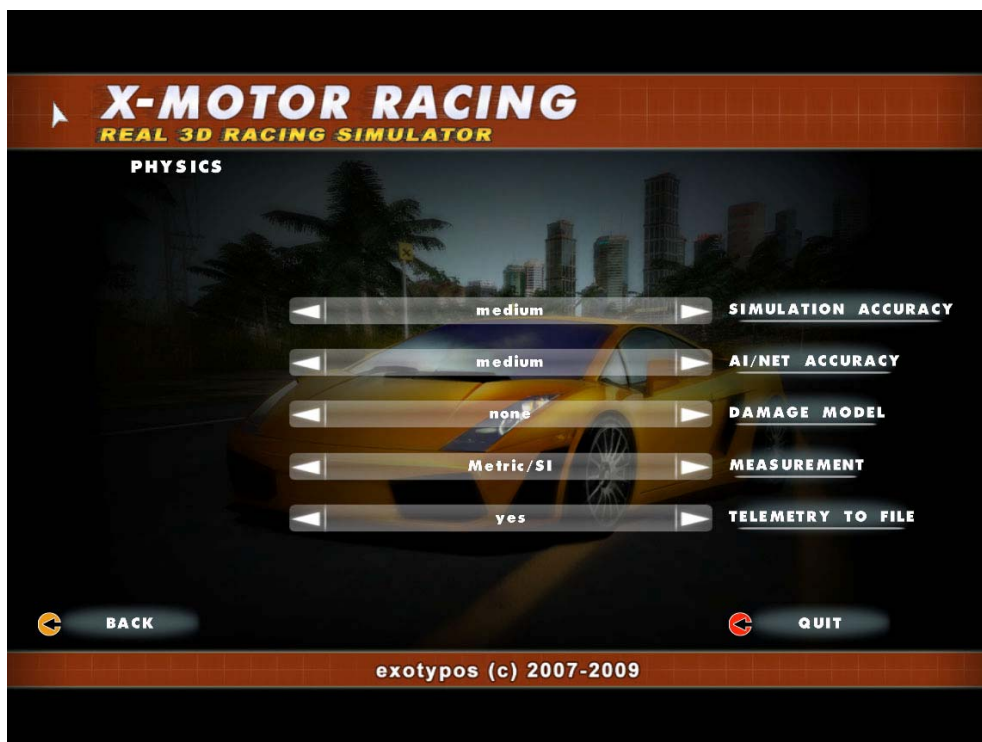 X-MOTOR RACING
REAL 3D RACING SIMULATOR
PHYSICS
medium SIMULATION ACCURACY
medium AI/NET ACCURACY
none DAMAGE MODEL
Metric/SI MEASUREMENT
yes TELEMETRY TO FILE
BACK QUIT
exotypos (c) 2007-2009